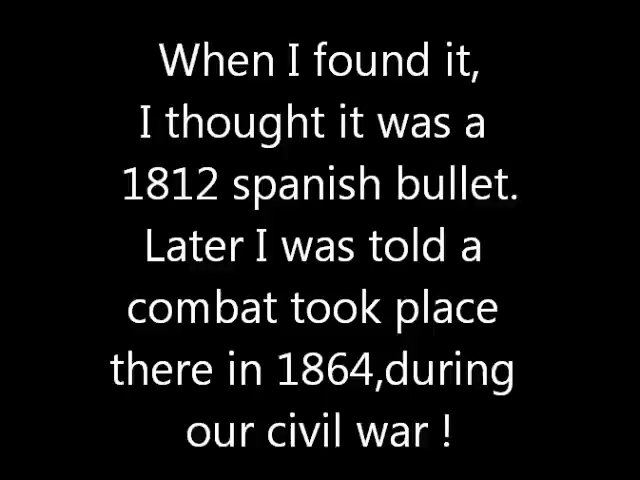 When I found it,
I thought it was a
1812 spanish bullet.
Later I was told a
combat took place
there in 1864,during
our civil war !